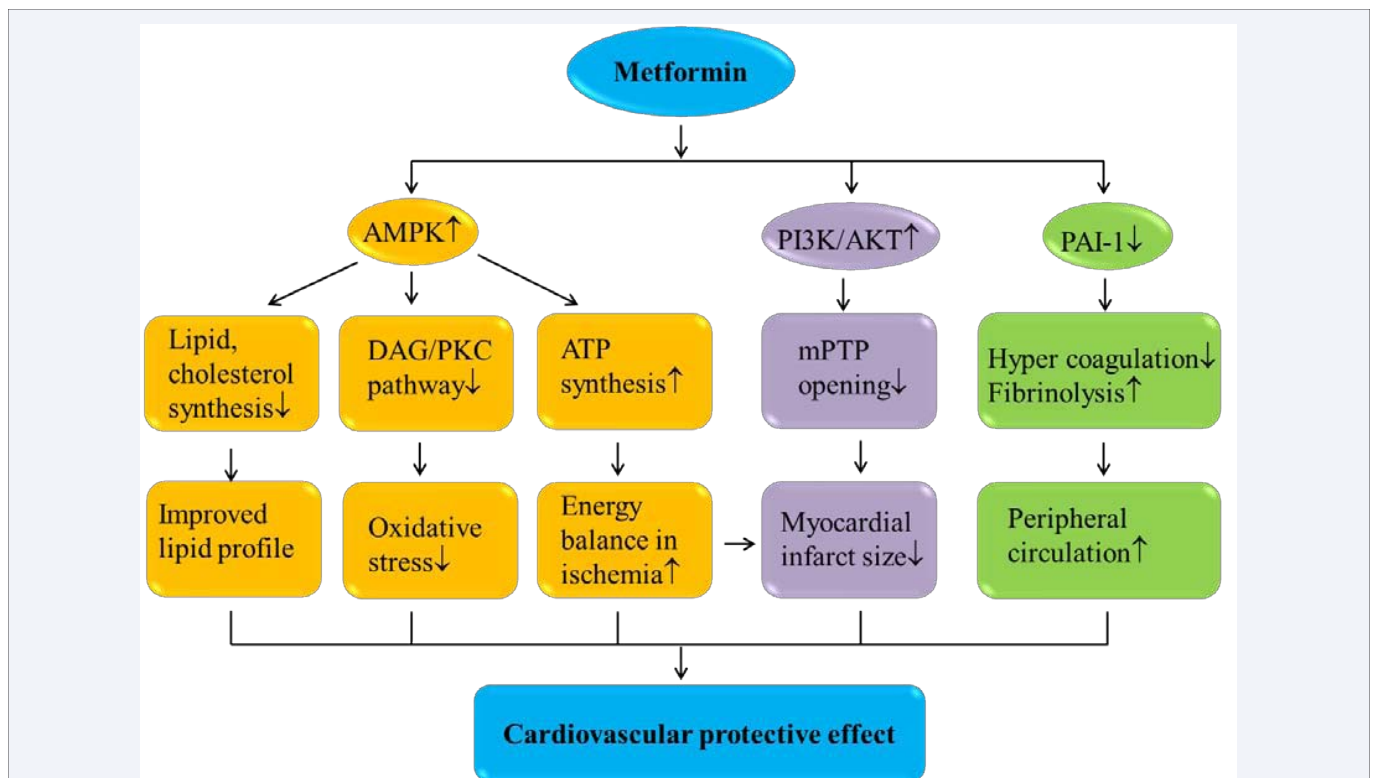 Metformin
AMPK↑
PI3K/AKT↑
PAI-1↓
Lipid,
cholesterol
synthesis↓
DAG/PKC
pathway↓
ATP
synthesis↑
mPTP
opening↓
Hyper coagulation↓
Fibrinolysis↑
Improved
lipid profile
Oxidative
stress↓
Energy
balance in
ischemia↑
Myocardial
infarct size↓
Peripheral
circulation↑
Cardiovascular protective effect